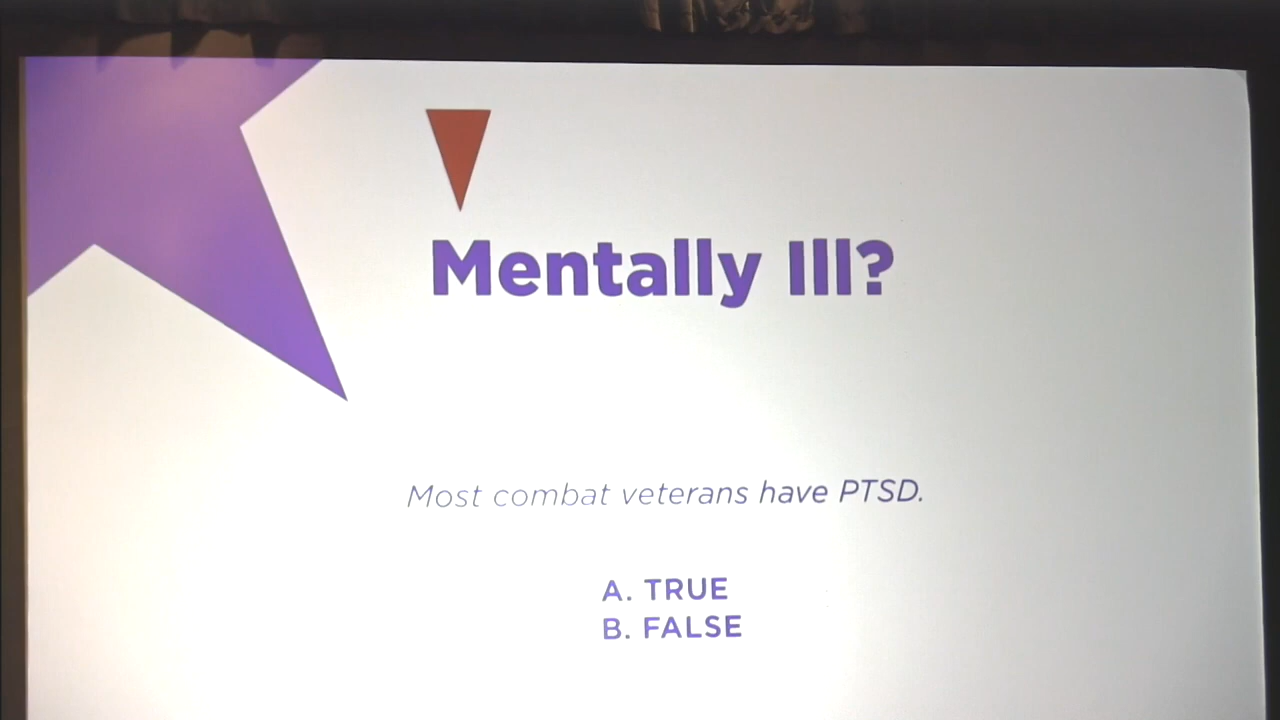 Mentally Ill?
Most combat veterans have PTSD.
A. TRUE
B. FALSE